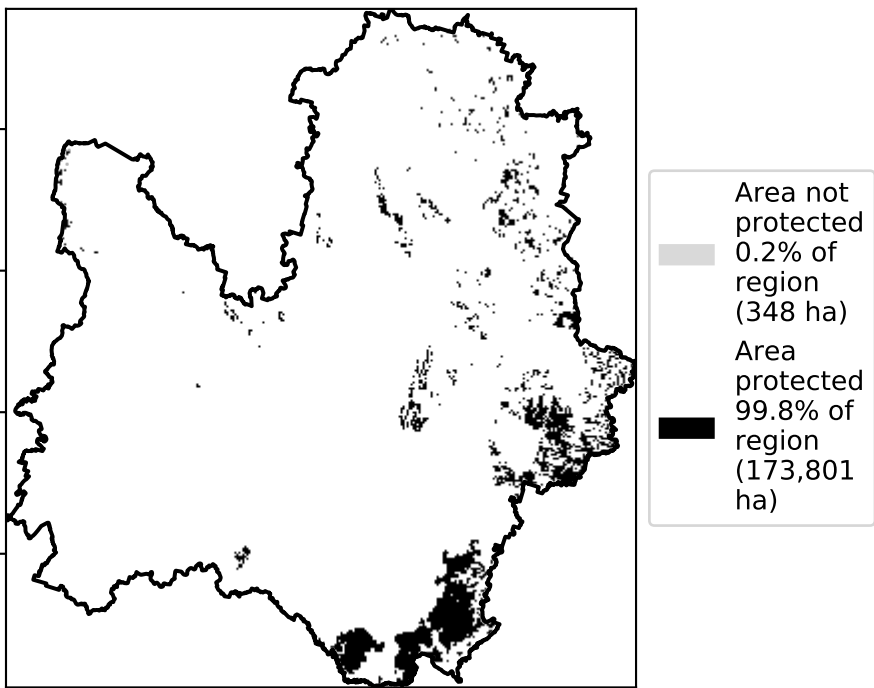 Area not
protected
0.2% of
region
(348 ha)
Area
protected
99.8% of
region
(173,801
ha)